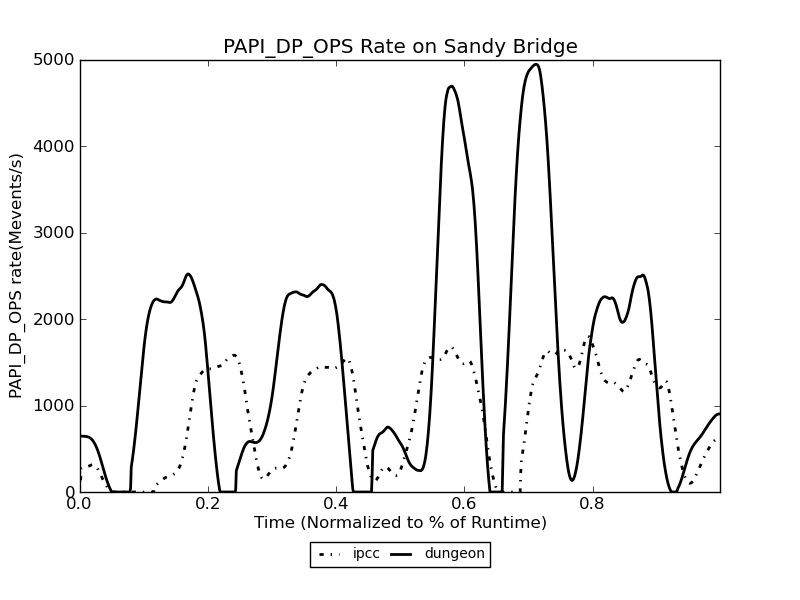 PAPI_DP_OPS Rate on Sandy Bridge
PAPI_DP_OPS rate(Mevents/s)
5000
4000
3000
2000
1000
0
0.0 0.2 0.4 0.6 0.8
Time (Normalized to % of Runtime)
ipcc dungeon